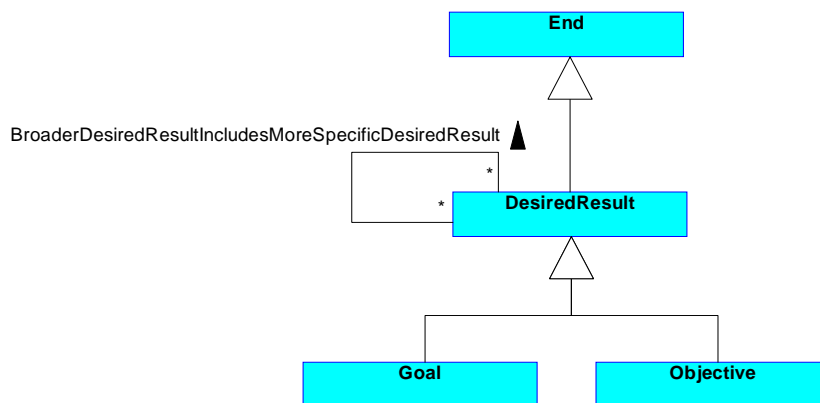 End
BroaderDesiredResultIncludesMoreSpecificDesiredResult
*
*
DesiredResult
Goal
Objective